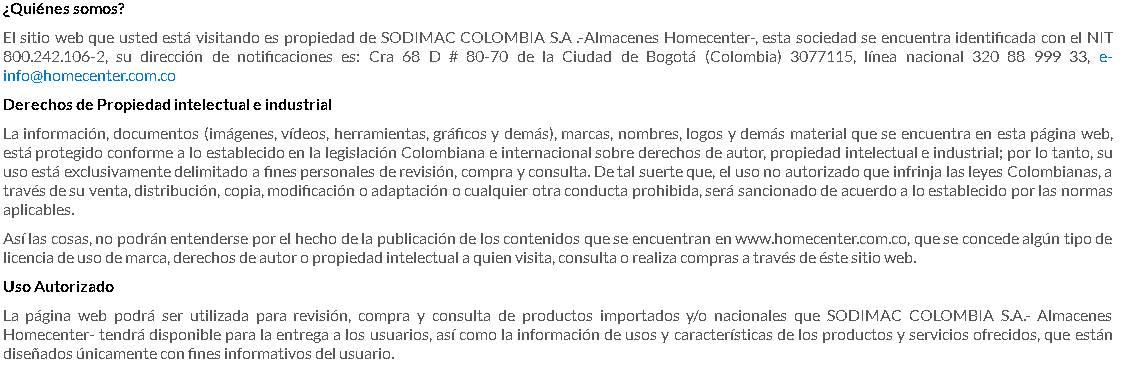 ¿Quiénes somos?
El sitio web que usted está visitando es propiedad de SODIMAC COLOMBIA S.A .-Almacenes Homecenter-, esta sociedad se encuentra identificada con el NIT
800.242.106-2, su dirección de notificaciones es: Cra 68 D # 80-70 de la Ciudad de Bogotá (Colombia) 3077115, línea nacional 320 88 999 33, e-
info@homecenter.com.co
Derechos de Propiedad intelectual e industrial
La información, documentos (imágenes, vídeos, herramientas, gráficos y demás), marcas, nombres, logos y demás material que se encuentra en esta página web,
está protegido conforme a lo establecido en la legislación Colombiana e internacional sobre derechos de autor, propiedad intelectual e industrial; por lo tanto, su
uso está exclusivamente delimitado a fines personales de revisión, compra y consulta. De tal suerte que, el uso no autorizado que infrinja las leyes Colombianas, a
través de su venta, distribución, copia, modificación o adaptación o cualquier otra conducta prohibida, será sancionado de acuerdo a lo establecido por las normas
aplicables.
Así las cosas, no podrán entenderse por el hecho de la publicación de los contenidos que se encuentran en www.homecenter.com.co, que se concede algún tipo de
licencia de uso de marca, derechos de autor o propiedad intelectual a quien visita, consulta o realiza compras a través de éste sitio web.
Uso Autorizado
La página web podrá ser utilizada para revisión, compra y consulta de productos importados y/o nacionales que SODIMAC COLOMBIA S.A.- Almacenes
Homecenter- tendrá disponible para la entrega a los usuarios, así como la información de usos y características de los productos y servicios ofrecidos, que están
diseñados únicamente con fines informativos del usuario.